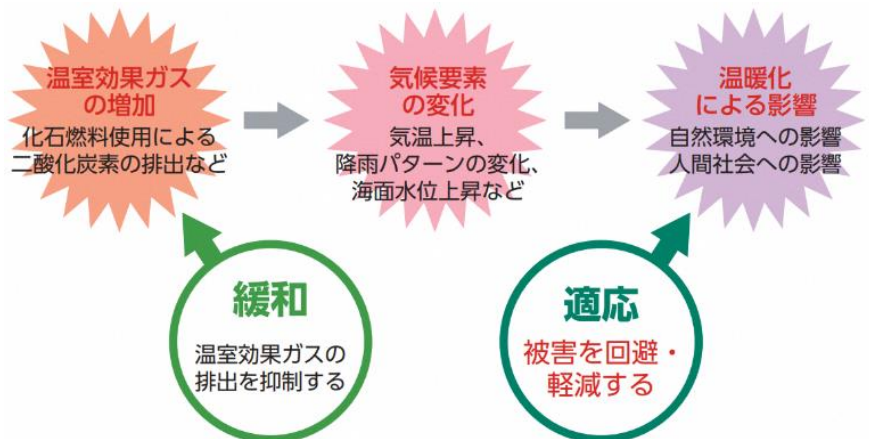 温室効果ガス
の増加
化石燃料使用による
二酸化炭素の排出など
気候要素
の変化
気温上昇、
降雨パターンの変化、
海面水位上昇など
温暖化
による影響
自然環境への影響
人間社会への影響
緩和
温室効果ガスの
排出を抑制する
適応
被害を回避・
軽減する